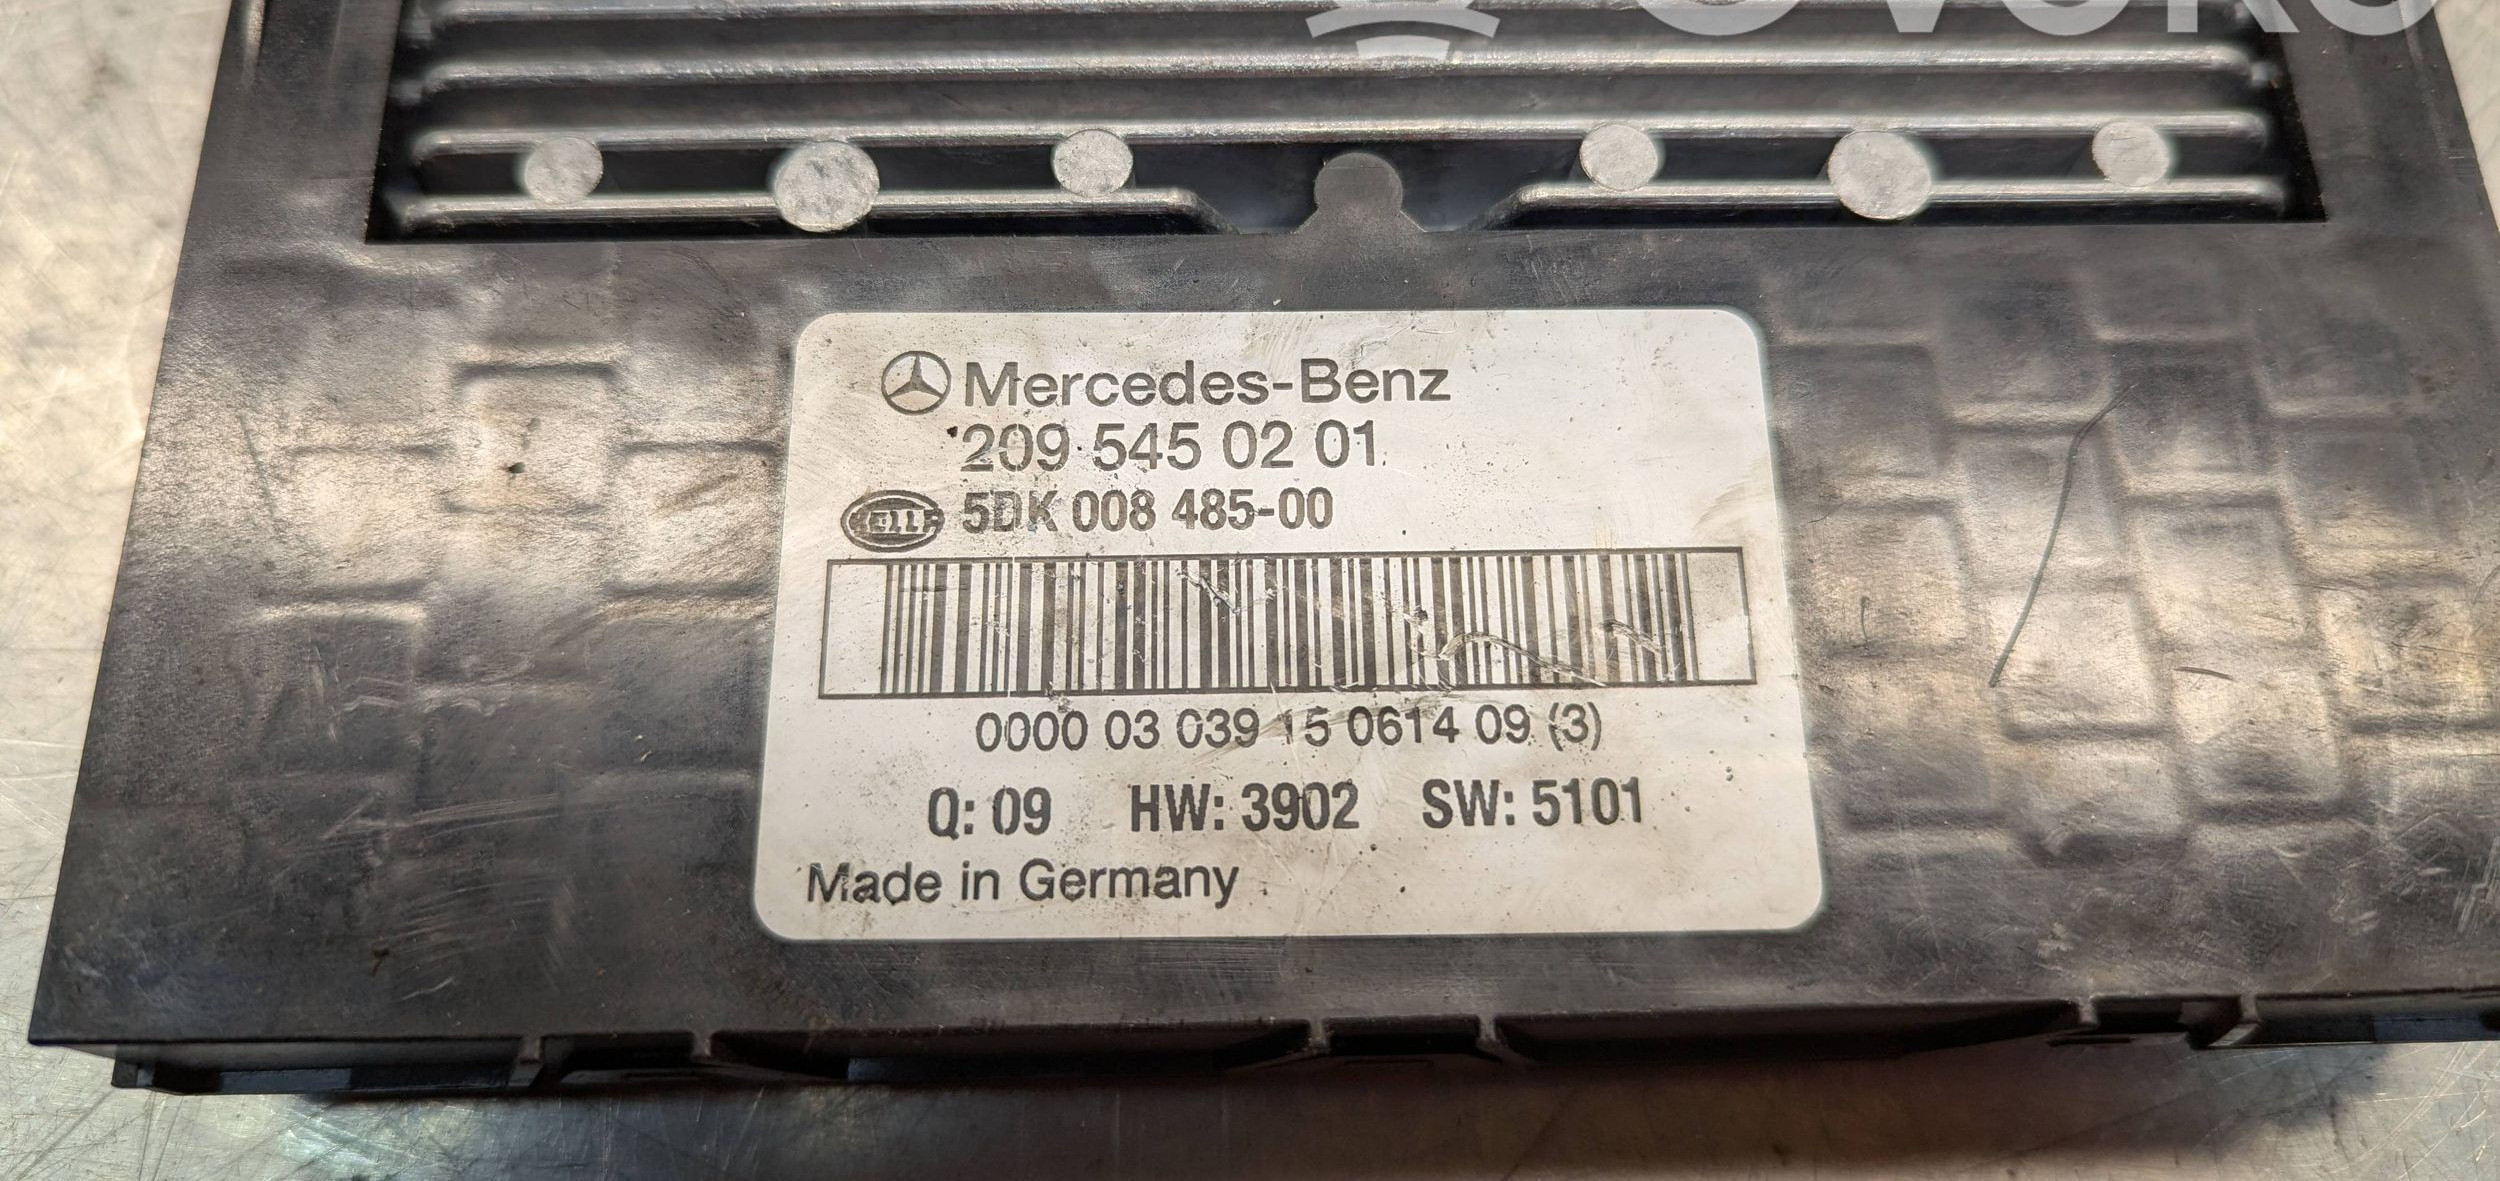 Mercedes-Benz
209 545 02 01
HELLA 5DK 008 485-00
0000 03 039 15 0614 09 (3)
Q: 09 HW: 3902 SW: 5101
Made in Germany